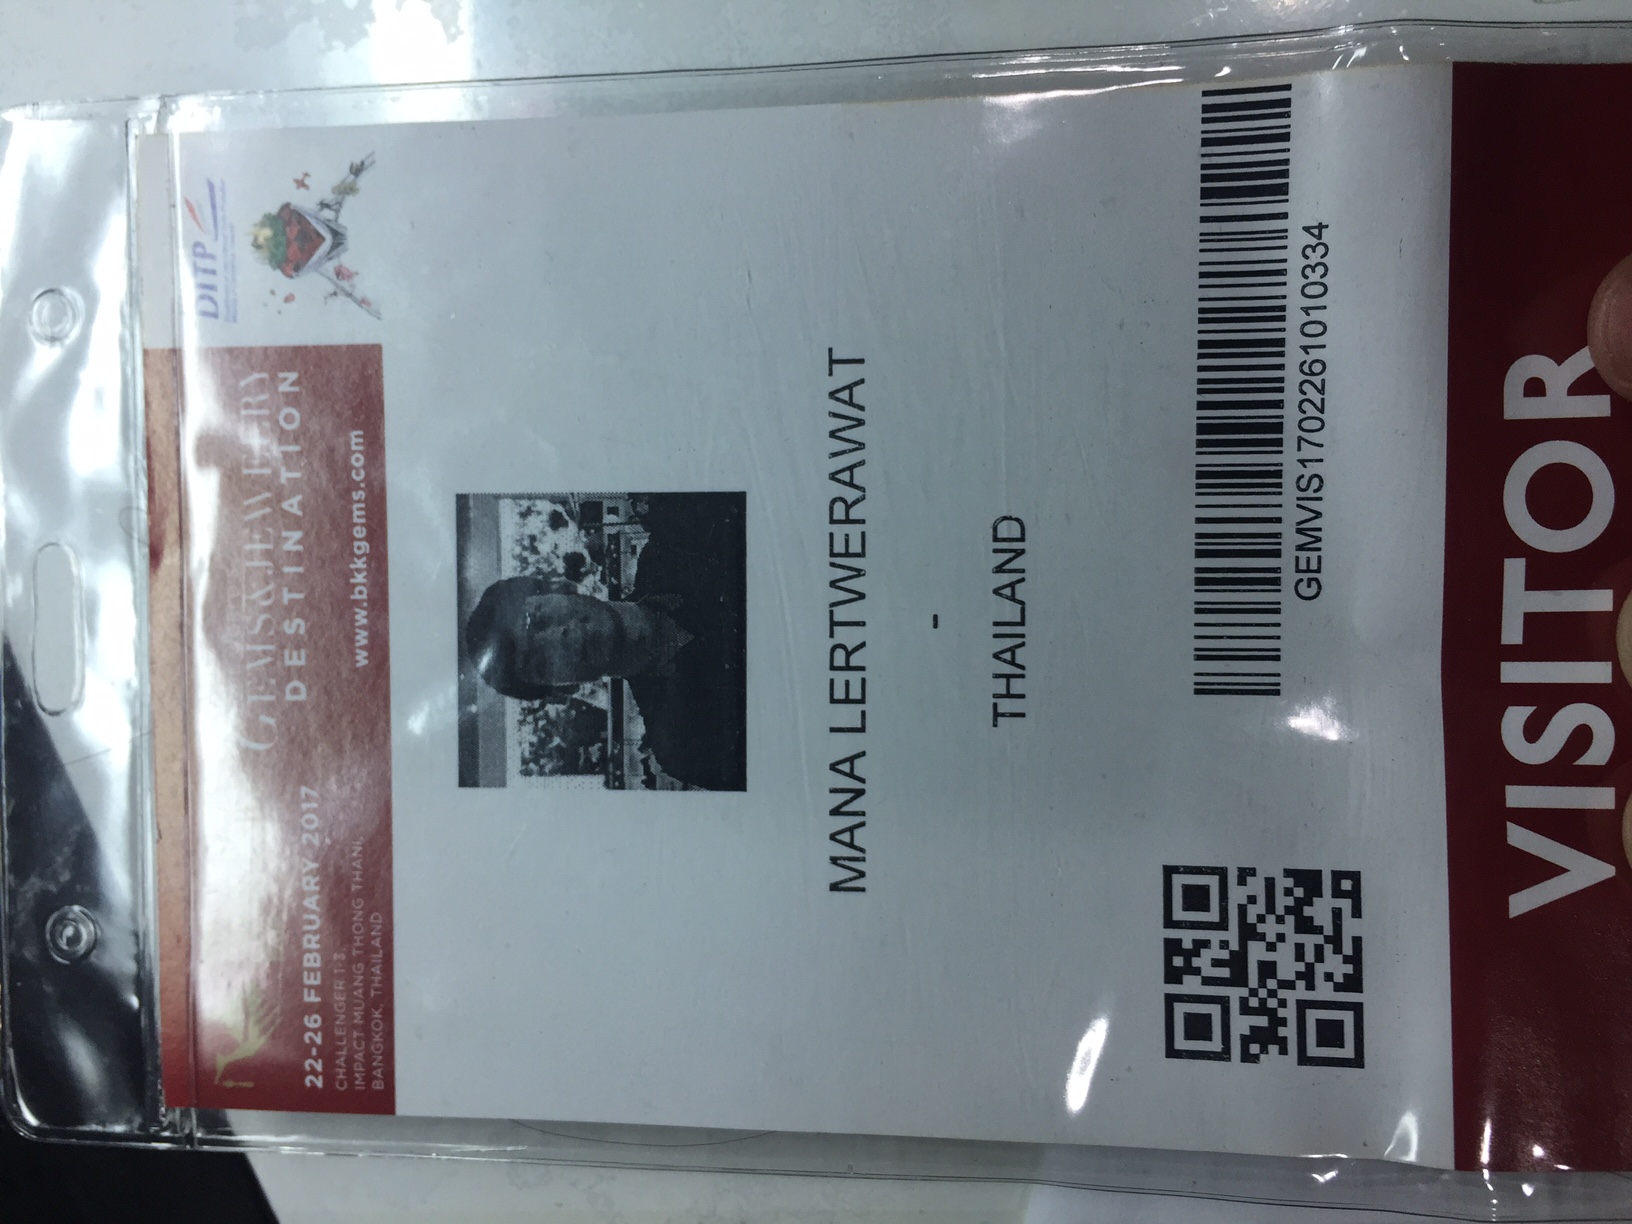 GEMS&JEWELRY
DESTINATION
22-26 FEBRUARY 2017
www.bkkgems.com
CHALLENGER 1-3,
IMPACT MUANG THONG THANI,
BANGKOK, THAILAND
DITP
MANA LERTWERAWAT
-
THAILAND
GEMVIS1702261010334
VISITOR